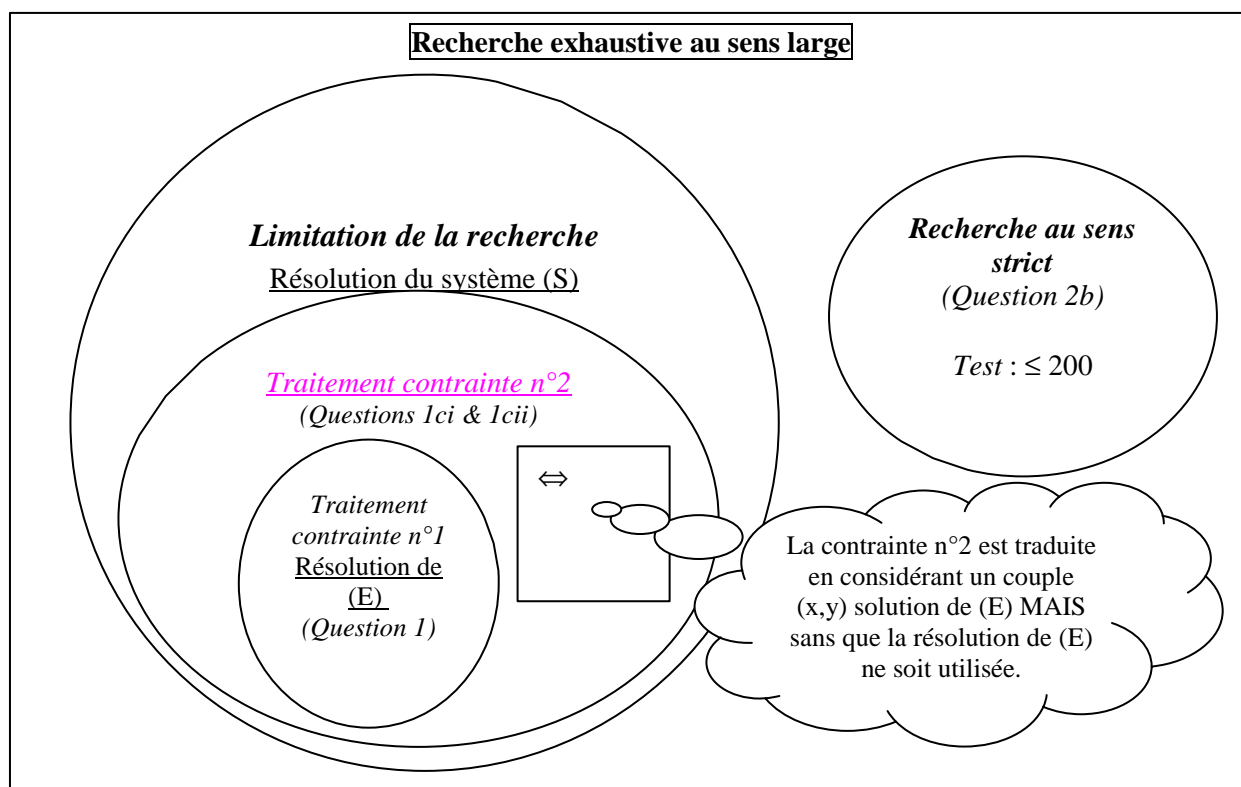 Recherche exhaustive au sens large
Limitation de la recherche
Résolution du système (S)
Traitement contrainte n°2
(Questions 1ci & 1cii)
Traitement
contrainte n°1
Résolution de
(E)
(Question 1)
⇔
Recherche au sens
strict
(Question 2b)
Test : ≤ 200
La contrainte n°2 est traduite
en considérant un couple
(x,y) solution de (E) MAIS
sans que la résolution de (E)
ne soit utilisée.